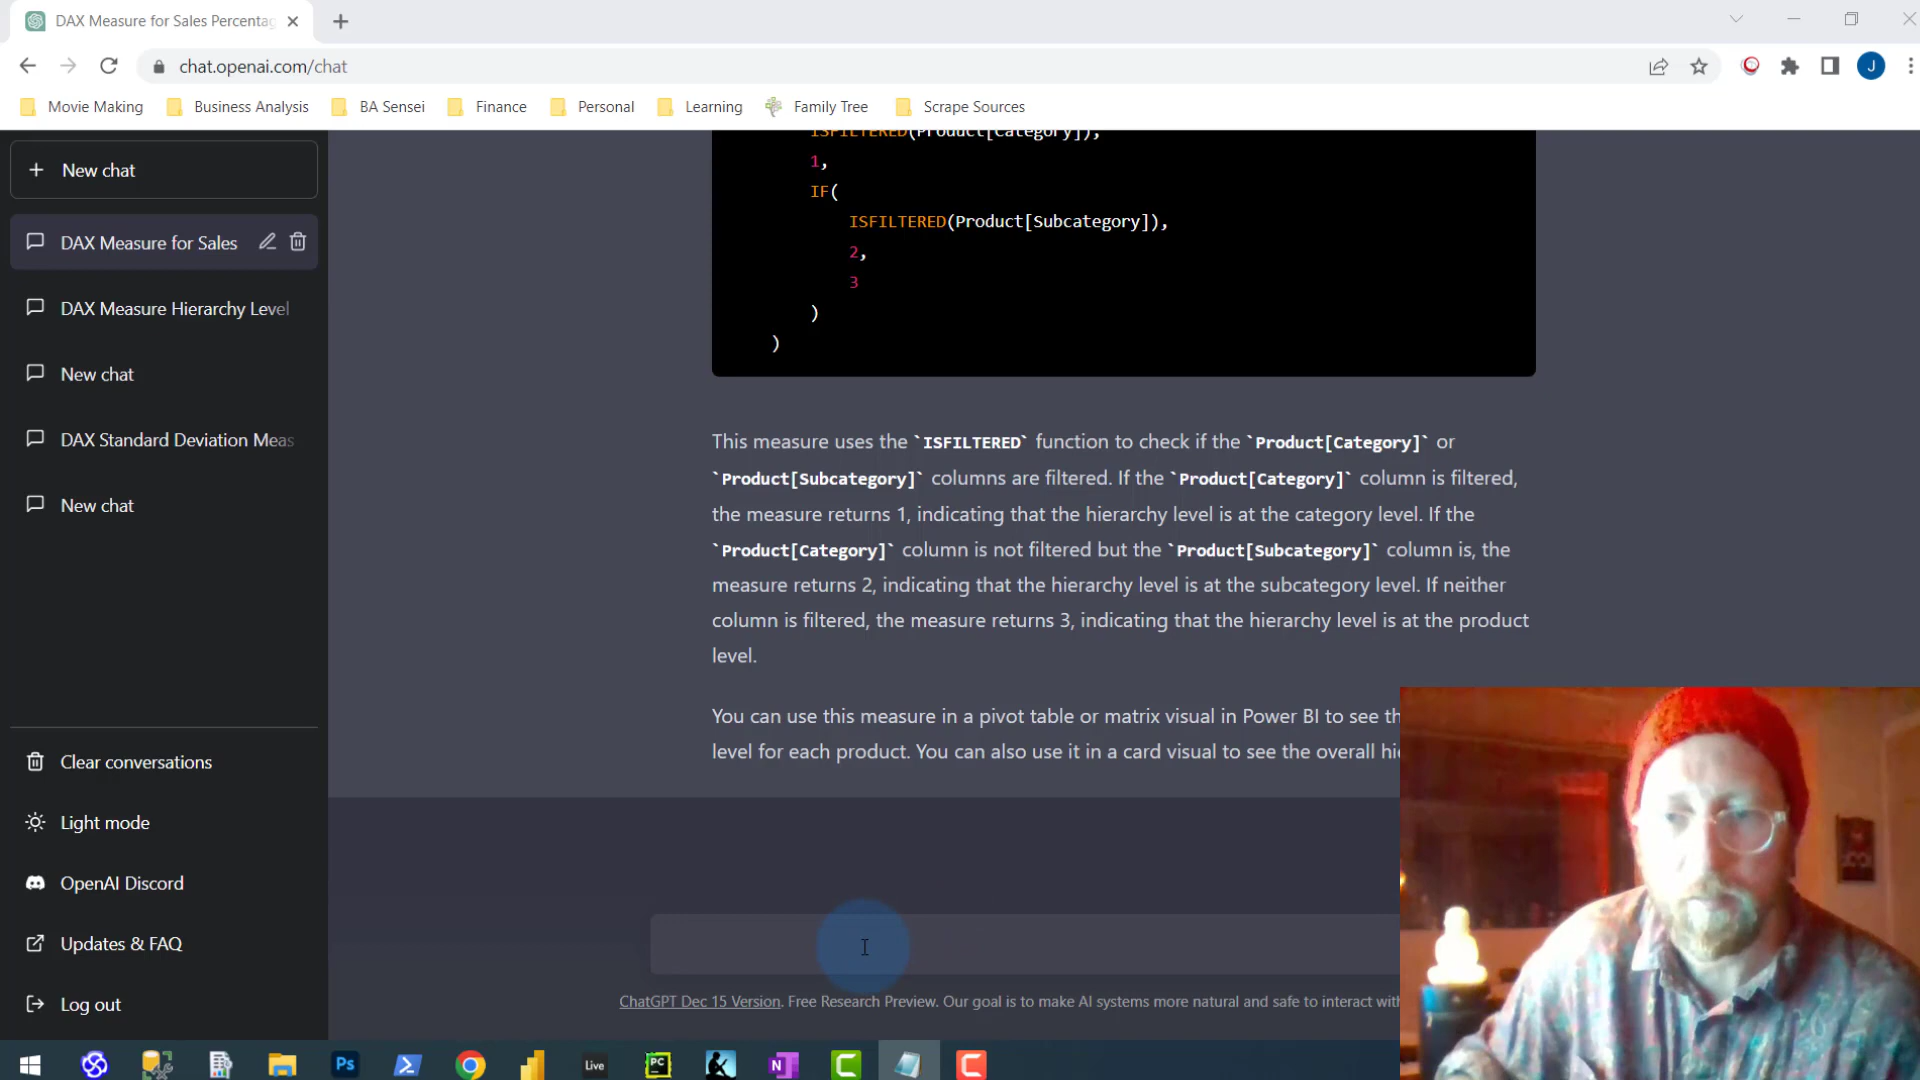 DAX Measure for Sales Percentag
chat.openai.com/chat
J
Movie Making
Business Analysis
BA Sensei
Finance
Personal
Learning
Family Tree
Scrape Sources
New chat
DAX Measure for Sales
DAX Measure Hierarchy Level
New chat
DAX Standard Deviation Meas
New chat
Clear conversations
Light mode
OpenAI Discord
Updates & FAQ
Log out
ISFILTERED(Product[Category]),
1,
IF(
ISFILTERED(Product[Subcategory]),
2,
3
)
)
This measure uses the `ISFILTERED` function to check if the `Product[Category]` or
`Product[Subcategory]` columns are filtered. If the `Product[Category]` column is filtered,
the measure returns 1, indicating that the hierarchy level is at the category level. If the
`Product[Category]` column is not filtered but the `Product[Subcategory]` column is, the
measure returns 2, indicating that the hierarchy level is at the subcategory level. If neither
column is filtered, the measure returns 3, indicating that the hierarchy level is at the product
level.
You can use this measure in a pivot table or matrix visual in Power BI to see th
level for each product. You can also use it in a card visual to see the overall hi
ChatGPT Dec 15 Version. Free Research Preview. Our goal is to make AI systems more natural and safe to interact with
Ps
Live
PC
N